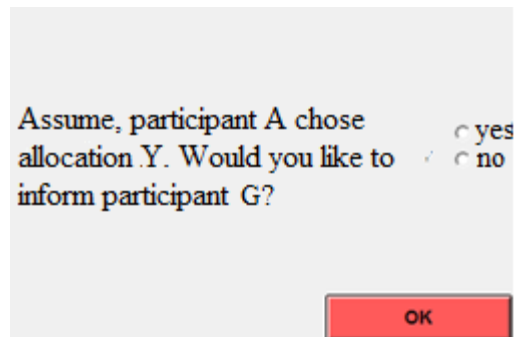 Assume, participant A chose
allocation Y. Would you like to
inform participant G?
yes
no
OK